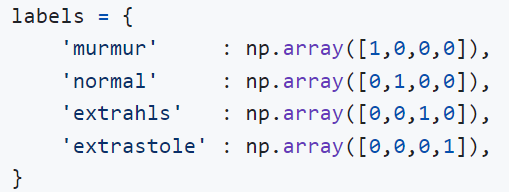 labels = {
    'murmur'     : np.array([1,0,0,0]),
    'normal'     : np.array([0,1,0,0]),
    'extrahls'   : np.array([0,0,1,0]),
    'extrastole' : np.array([0,0,0,1]),
}